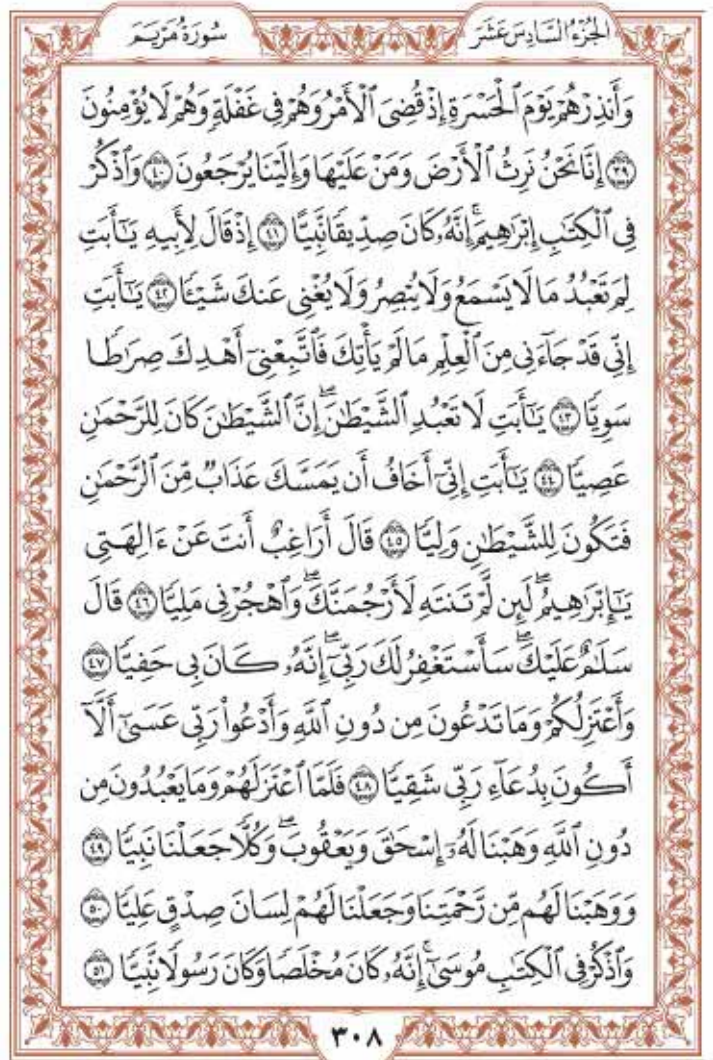 الجُزْءُ السَّادِسَ عَشَرَ
سُورَةُ مَرْيَمَ
وَأَنذِرْهُمْ يَوْمَ ٱلْحَسْرَةِ إِذْ قُضِىَ ٱلْأَمْرُ وَهُمْ فِى غَفْلَةٍ وَهُمْ لَا يُؤْمِنُونَ
٣٩ إِنَّا نَحْنُ نَرِثُ ٱلْأَرْضَ وَمَنْ عَلَيْهَا وَإِلَيْنَا يُرْجَعُونَ ٤٠ وَٱذْكُرْ
فِى ٱلْكِتَٰبِ إِبْرَٰهِيمَ ۚ إِنَّهُۥ كَانَ صِدِّيقًا نَّبِيًّا ٤١ إِذْ قَالَ لِأَبِيهِ يَٰٓأَبَتِ
لِمَ تَعْبُدُ مَا لَا يَسْمَعُ وَلَا يُبْصِرُ وَلَا يُغْنِى عَنكَ شَيْـًٔا ٤٢ يَٰٓأَبَتِ
إِنِّى قَدْ جَآءَنِى مِنَ ٱلْعِلْمِ مَا لَمْ يَأْتِكَ فَٱتَّبِعْنِىٓ أَهْدِكَ صِرَٰطًا
سَوِيًّا ٤٣ يَٰٓأَبَتِ لَا تَعْبُدِ ٱلشَّيْطَٰنَ ۖ إِنَّ ٱلشَّيْطَٰنَ كَانَ لِلرَّحْمَٰنِ
عَصِيًّا ٤٤ يَٰٓأَبَتِ إِنِّىٓ أَخَافُ أَن يَمَسَّكَ عَذَابٌ مِّنَ ٱلرَّحْمَٰنِ
فَتَكُونَ لِلشَّيْطَٰنِ وَلِيًّا ٤٥ قَالَ أَرَاغِبٌ أَنتَ عَنْ ءَالِهَتِى
يَٰٓإِبْرَٰهِيمُ ۖ لَئِن لَّمْ تَنتَهِ لَأَرْجُمَنَّكَ ۖ وَٱهْجُرْنِى مَلِيًّا ٤٦ قَالَ
سَلَٰمٌ عَلَيْكَ ۖ سَأَسْتَغْفِرُ لَكَ رَبِّىٓ ۖ إِنَّهُۥ كَانَ بِى حَفِيًّا ٤٧
وَأَعْتَزِلُكُمْ وَمَا تَدْعُونَ مِن دُونِ ٱللَّهِ وَأَدْعُوا۟ رَبِّى عَسَىٰٓ أَلَّآ
أَكُونَ بِدُعَآءِ رَبِّى شَقِيًّا ٤٨ فَلَمَّا ٱعْتَزَلَهُمْ وَمَا يَعْبُدُونَ مِن
دُونِ ٱللَّهِ وَهَبْنَا لَهُۥٓ إِسْحَٰقَ وَيَعْقُوبَ ۖ وَكُلًّا جَعَلْنَا نَبِيًّا ٤٩
وَوَهَبْنَا لَهُم مِّن رَّحْمَتِنَا وَجَعَلْنَا لَهُمْ لِسَانَ صِدْقٍ عَلِيًّا ٥٠
وَٱذْكُرْ فِى ٱلْكِتَٰبِ مُوسَىٰٓ ۚ إِنَّهُۥ كَانَ مُخْلَصًا وَكَانَ رَسُولًا نَّبِيًّا ٥١
٣٠٨